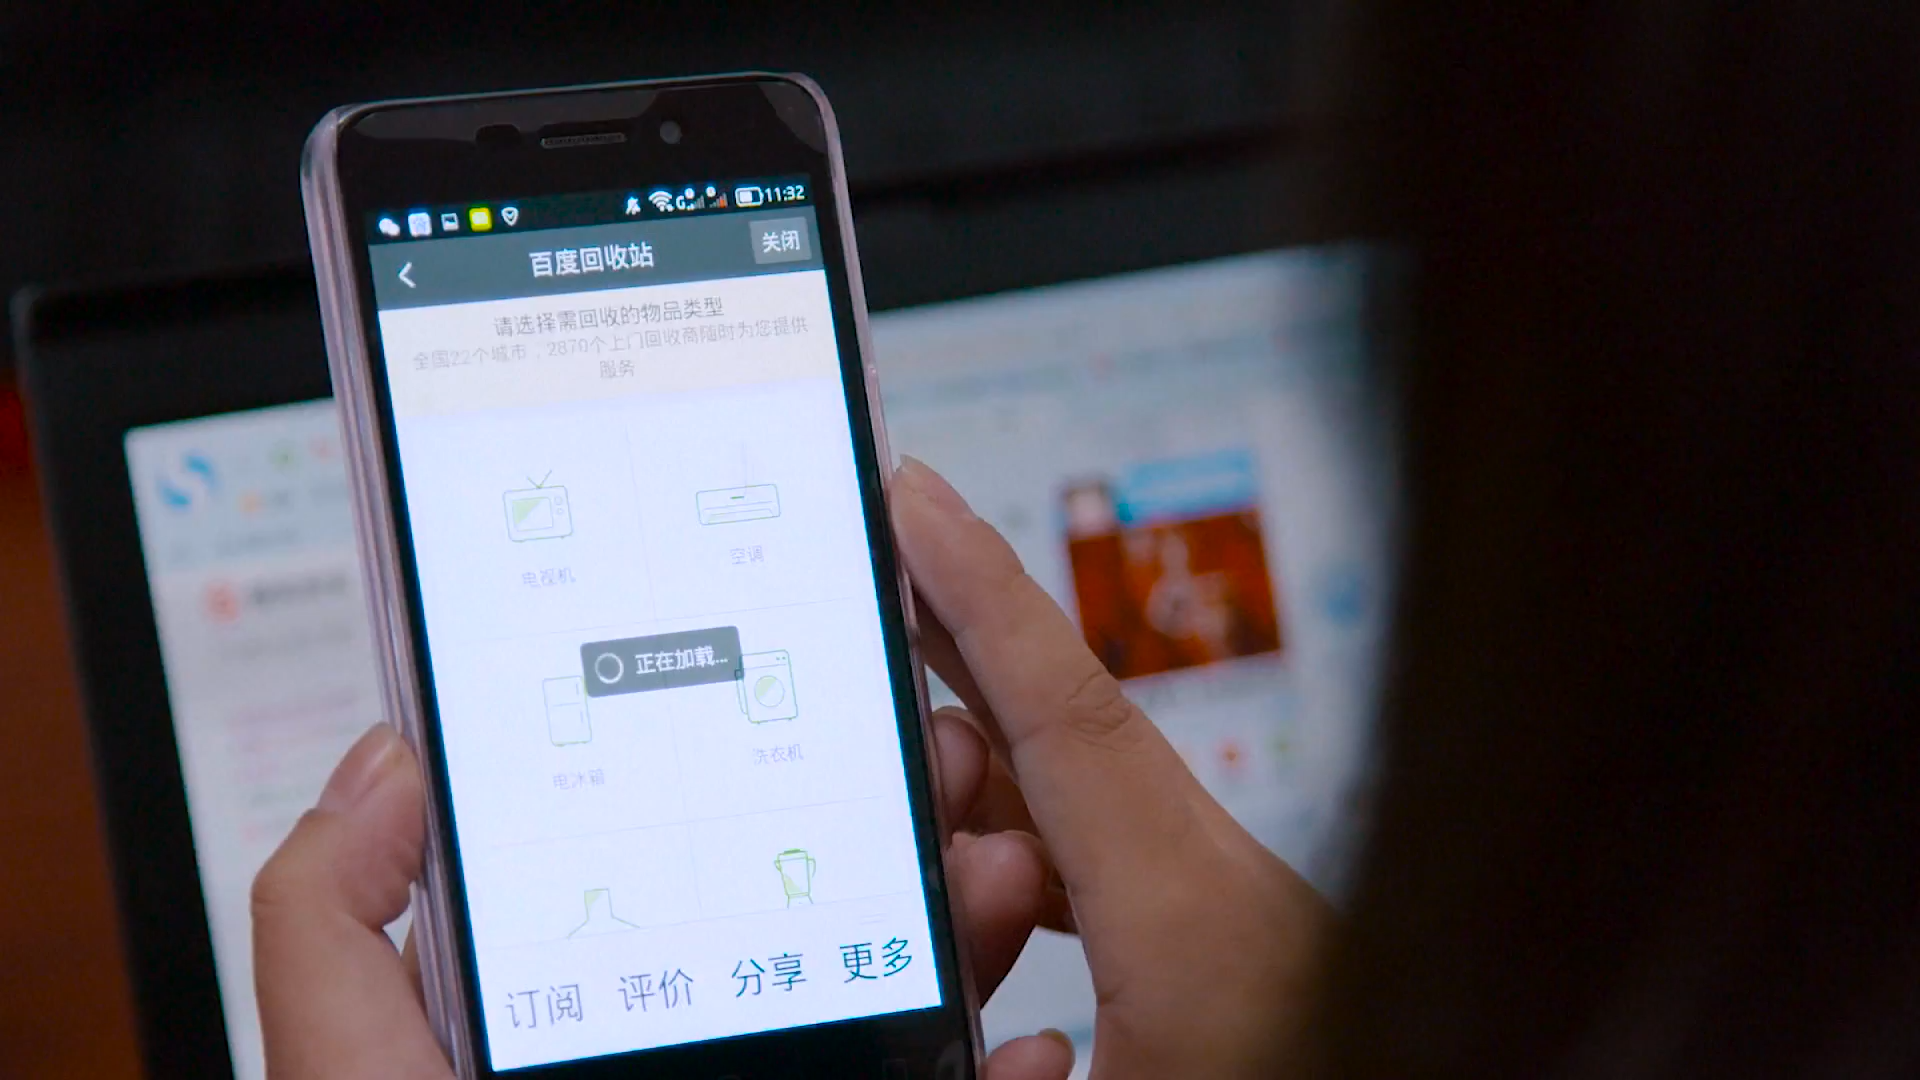 11:32
百度回收站
关闭
请选择需回收的物品类型
全国22个城市，2870个上门回收商随时为您提供
服务
电视机
空调
正在加载...
电冰箱
洗衣机
订阅 评价 分享 更多